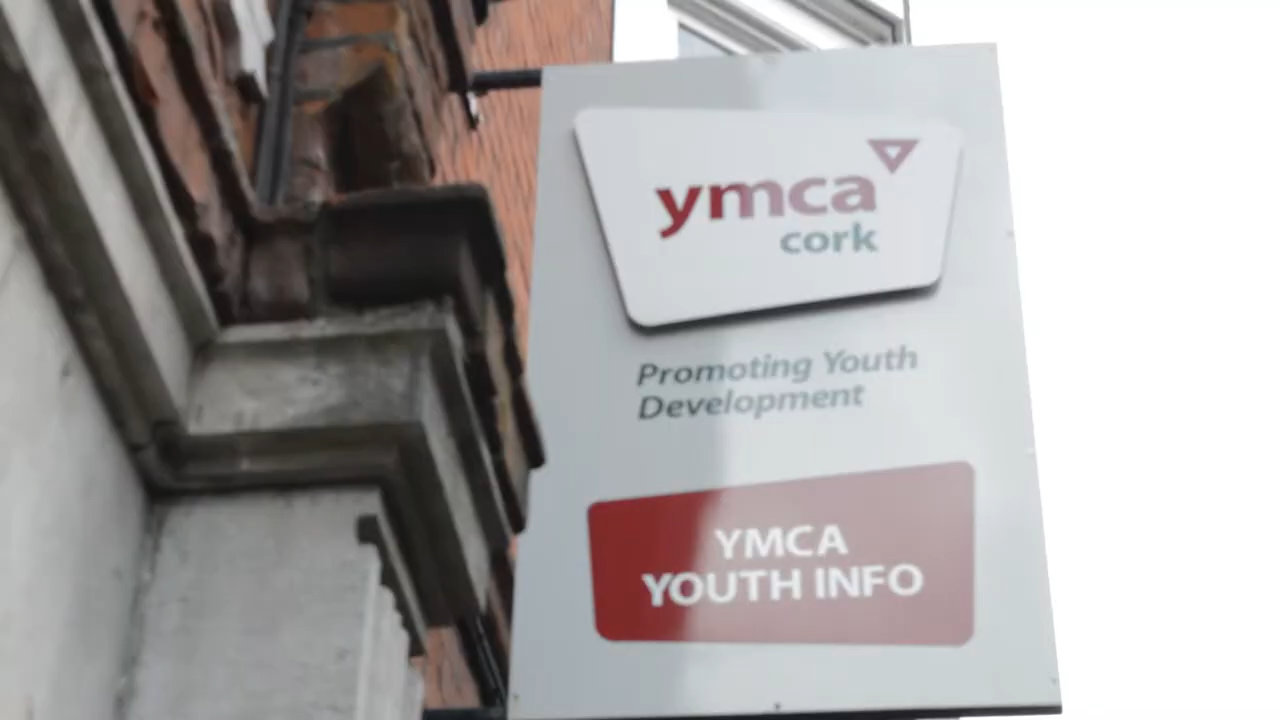 ymca
cork
Promoting Youth
Development
YMCA
YOUTH INFO